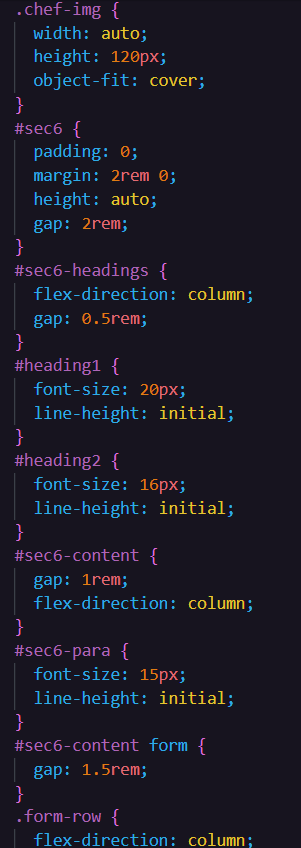 .chef-img {
width: auto;
height: 120px;
object-fit: cover;
}
#sec6 {
padding: 0;
margin: 2rem 0;
height: auto;
gap: 2rem;
}
#sec6-headings {
flex-direction: column;
gap: 0.5rem;
}
#heading1 {
font-size: 20px;
line-height: initial;
}
#heading2 {
font-size: 16px;
line-height: initial;
}
#sec6-content {
gap: 1rem;
flex-direction: column;
}
#sec6-para {
font-size: 15px;
line-height: initial;
}
#sec6-content form {
gap: 1.5rem;
}
.form-row {
flex-direction: column;